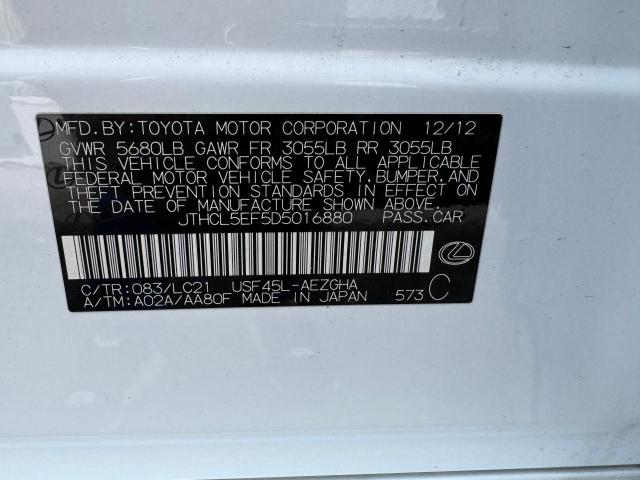 MFD.BY:TOYOTA MOTOR CORPORATION 12/12
GVWR 5680LB GAWR FR 3055LB RR 3055LB
THIS VEHICLE CONFORMS TO ALL APPLICABLE
FEDERAL MOTOR VEHICLE SAFETY,BUMPER,AND
THEFT PREVENTION STANDARDS IN EFFECT ON
THE DATE OF MANUFACTURE SHOWN ABOVE.
JTHCL5EF5D5016880 PASS.CAR
C/TR:083/LC21 USF45L-AEZGHA
A/TM:A02A/AA80F MADE IN JAPAN 573 C